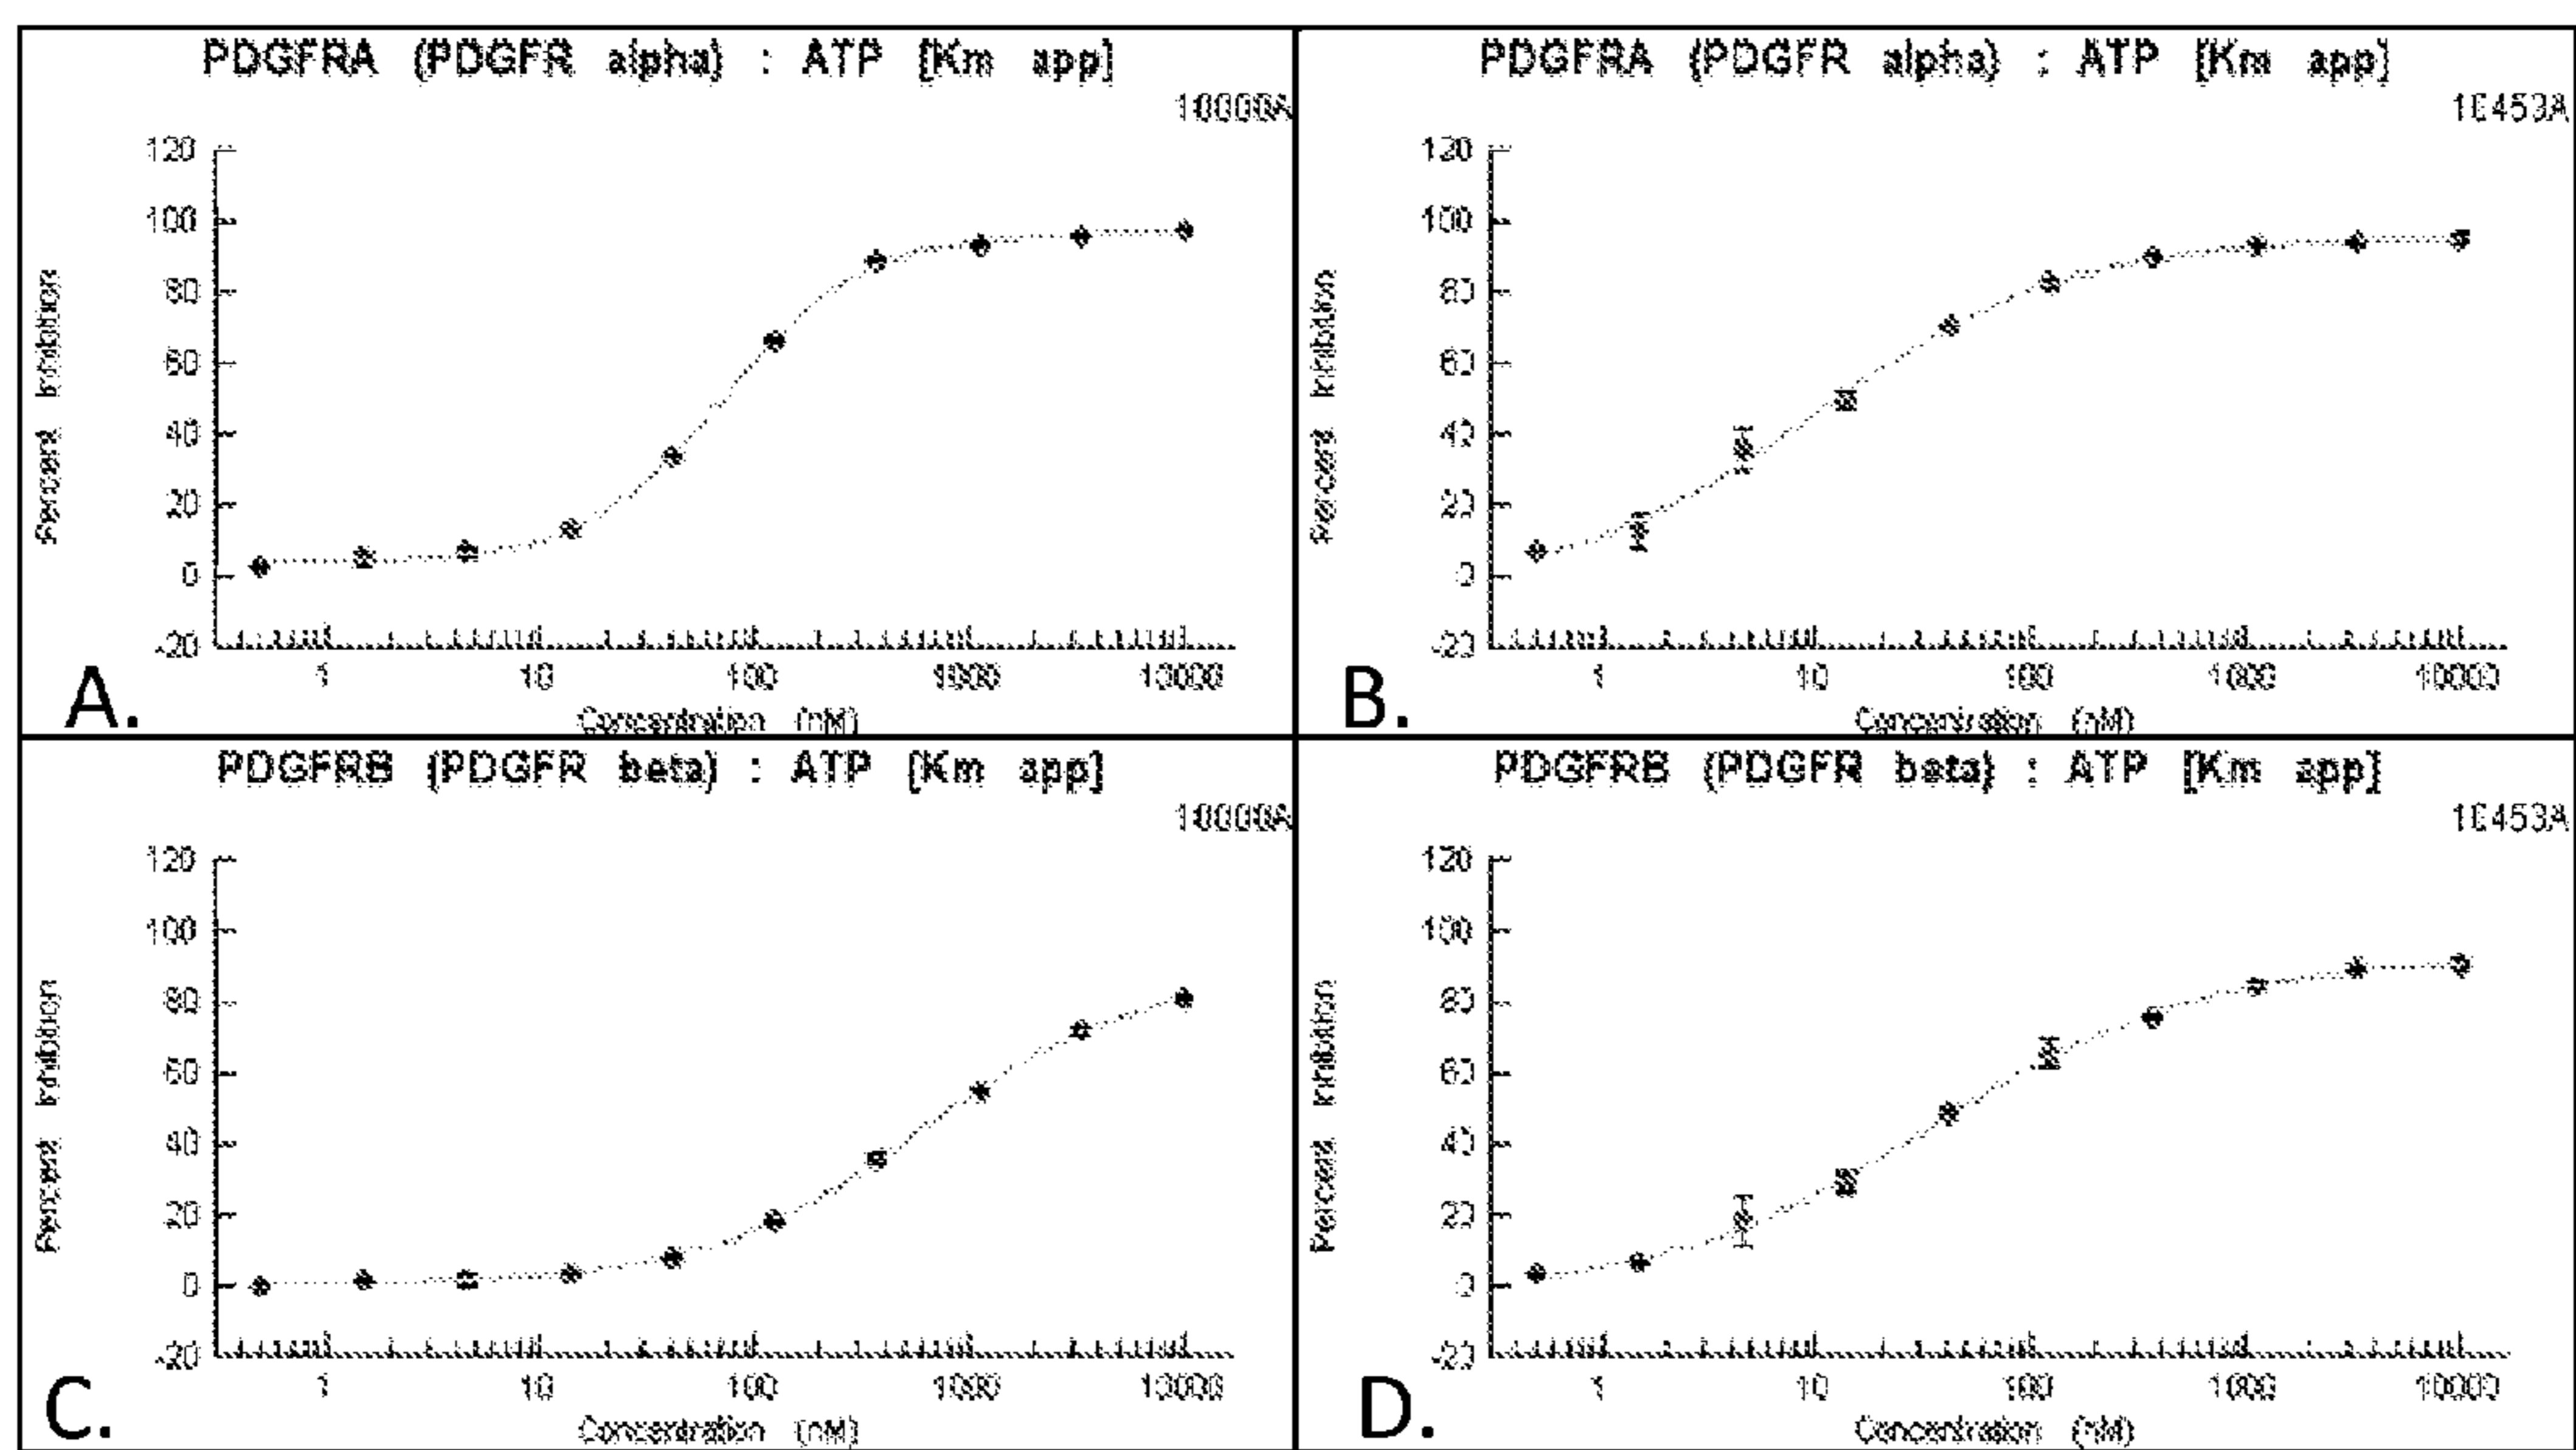 PDGFRA (PDGFR alpha) : ATP [Km app]
10000A
120
100
80
60
40
20
0
-20
Percent Inhibition
1 10 100 1000 10000
Concentration (nM)
A.
PDGFRA (PDGFR alpha) : ATP [Km app]
10453A
120
100
80
60
40
20
0
-20
Percent Inhibition
1 10 100 1000 10000
Concentration (nM)
B.
PDGFRB (PDGFR beta) : ATP [Km app]
10000A
120
100
80
60
40
20
0
-20
Percent Inhibition
1 10 100 1000 10000
Concentration (nM)
C.
PDGFRB (PDGFR beta) : ATP [Km app]
10453A
120
100
80
60
40
20
0
-20
Percent Inhibition
1 10 100 1000 10000
Concentration (nM)
D.